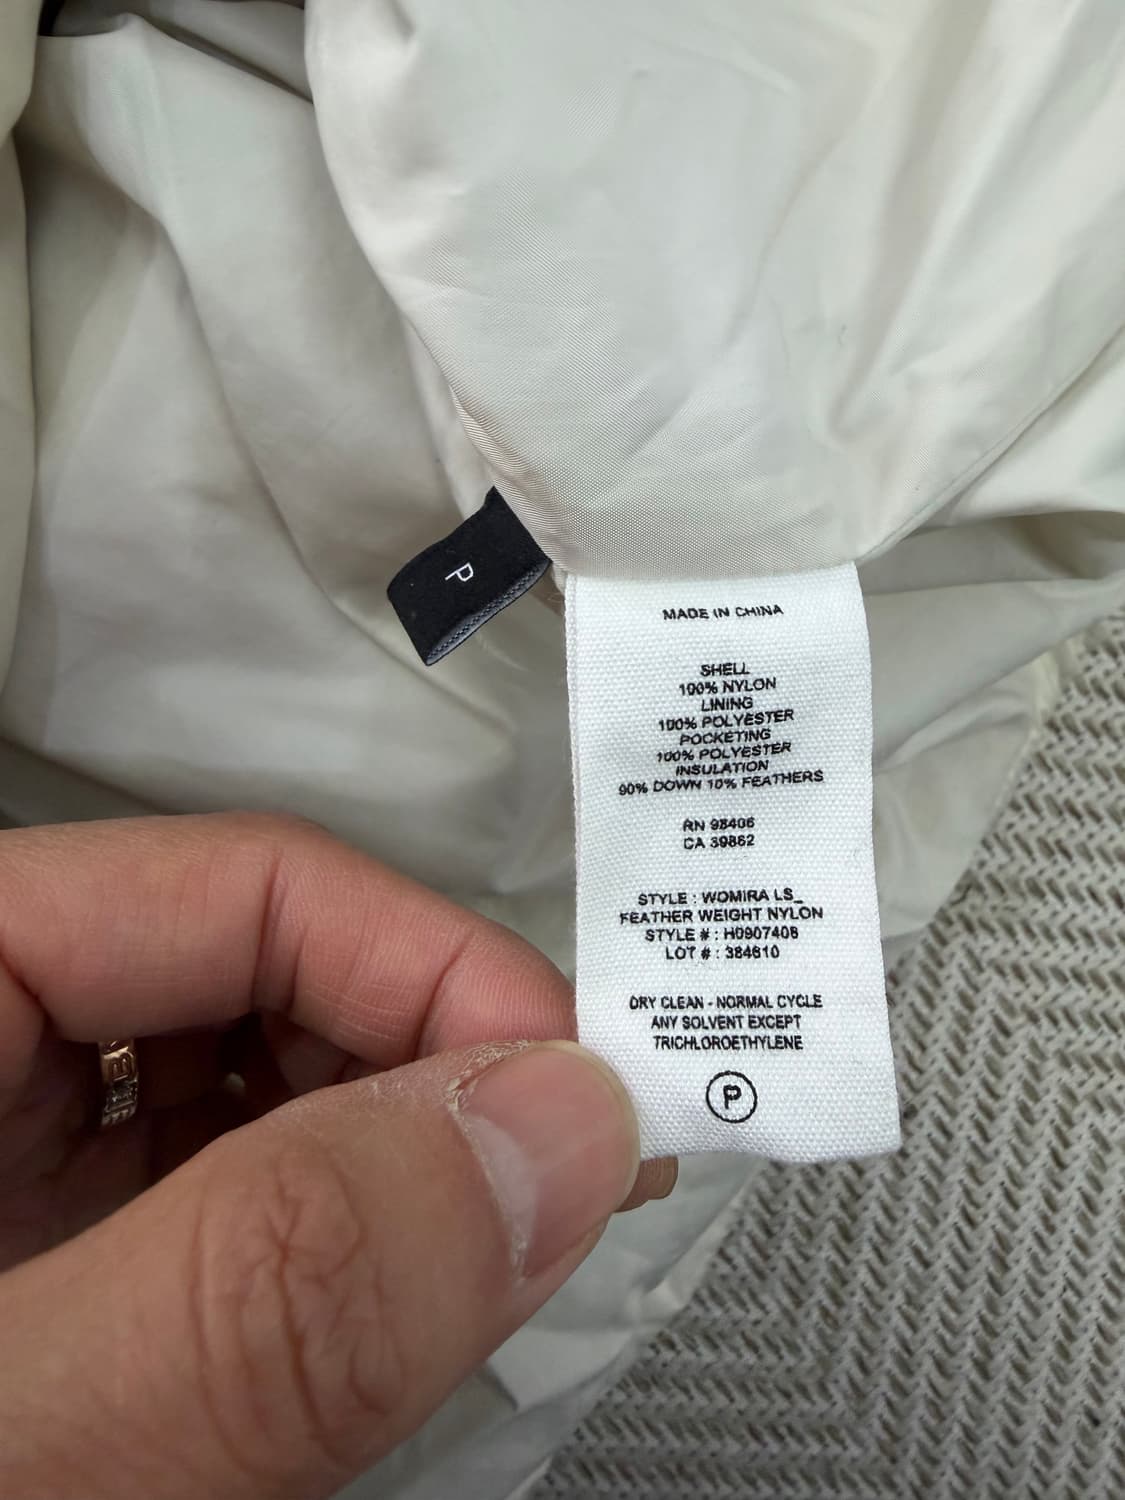 P
MADE IN CHINA
SHELL
100% NYLON
LINING
100% POLYESTER
POCKETING
100% POLYESTER
INSULATION
90% DOWN 10% FEATHERS
RN 98406
CA 39862
STYLE : WOMIRA LS_
FEATHER WEIGHT NYLON
STYLE # : H0907408
LOT # : 384610
DRY CLEAN - NORMAL CYCLE
ANY SOLVENT EXCEPT
TRICHLOROETHYLENE
P